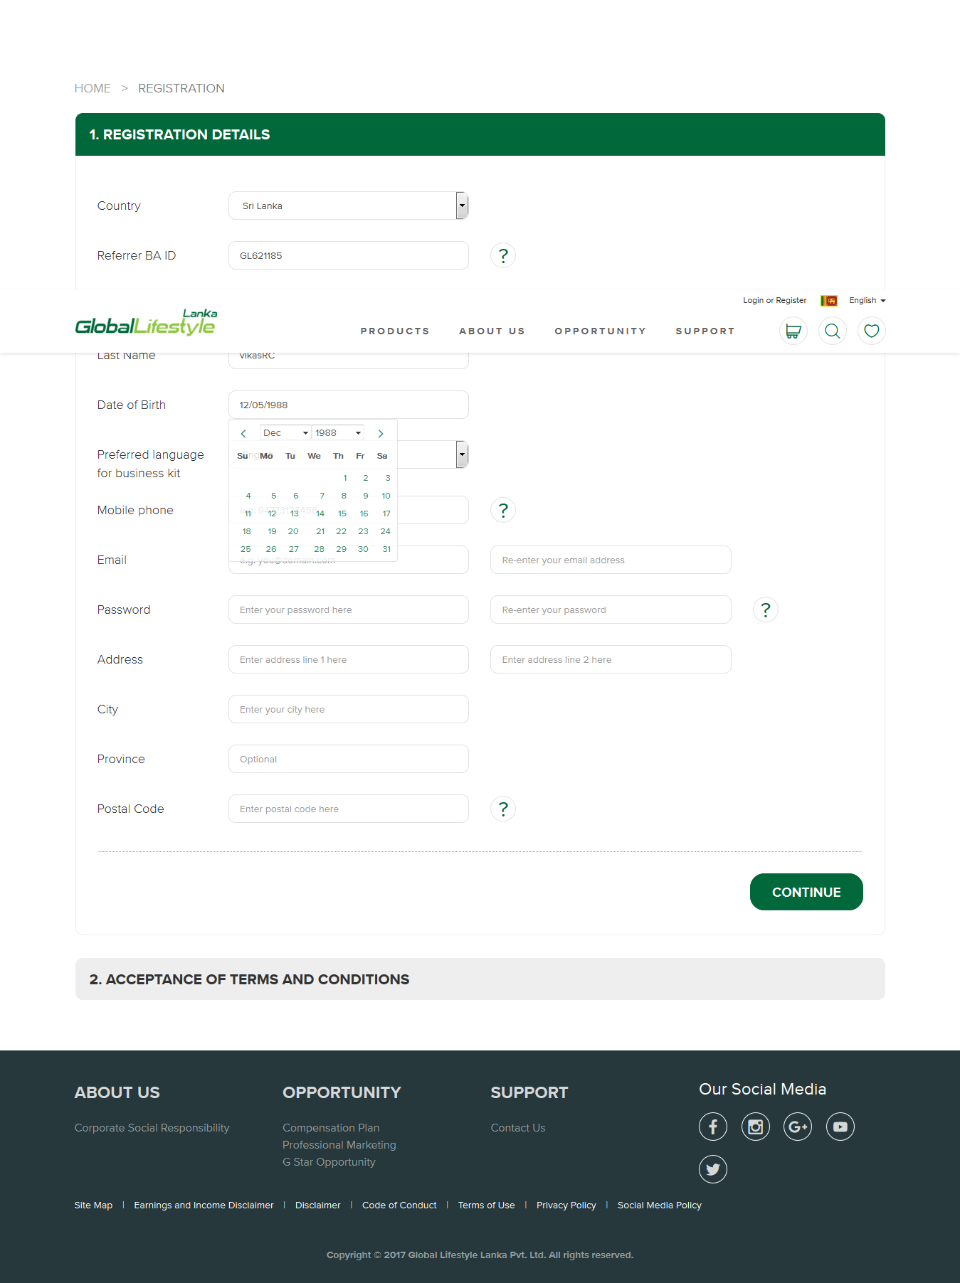 HOME > REGISTRATION
1. REGISTRATION DETAILS
Country
Sri Lanka
Referrer BA ID
GL621185
?
Login or Register
English
GlobalLifestyle Lanka
PRODUCTS
ABOUT US
OPPORTUNITY
SUPPORT
Last Name
vikasRC
Date of Birth
12/05/1988
Dec
1988
Preferred language
for business kit
Su Mo Tu We Th Fr Sa
1 2 3
4 5 6 7 8 9 10
11 12 13 14 15 16 17
18 19 20 21 22 23 24
25 26 27 28 29 30 31
Mobile phone
?
Email
e.g. you@domain.com
Re-enter your email address
Password
Enter your password here
Re-enter your password
?
Address
Enter address line 1 here
Enter address line 2 here
City
Enter your city here
Province
Optional
Postal Code
Enter postal code here
?
CONTINUE
2. ACCEPTANCE OF TERMS AND CONDITIONS
ABOUT US
Corporate Social Responsibility
OPPORTUNITY
Compensation Plan
Professional Marketing
G Star Opportunity
SUPPORT
Contact Us
Our Social Media
Site Map | Earnings and Income Disclaimer | Disclaimer | Code of Conduct | Terms of Use | Privacy Policy | Social Media Policy
Copyright © 2017 Global Lifestyle Lanka Pvt. Ltd. All rights reserved.